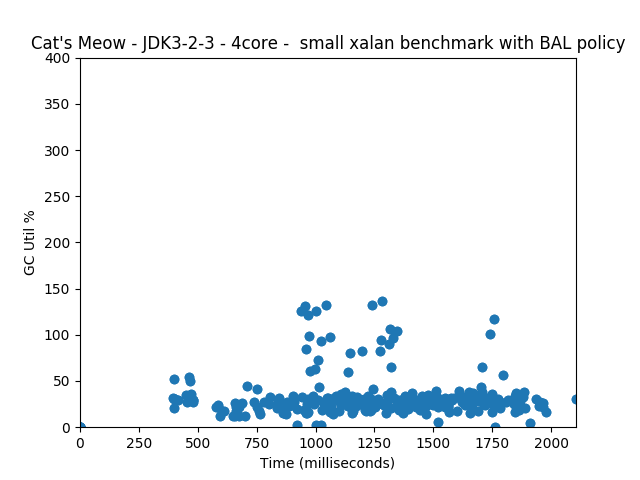 Cat's Meow - JDK3-2-3 - 4core -  small xalan benchmark with BAL policy
400
350
300
250
200
150
100
50
0
GC Util %
0 250 500 750 1000 1250 1500 1750 2000
Time (milliseconds)